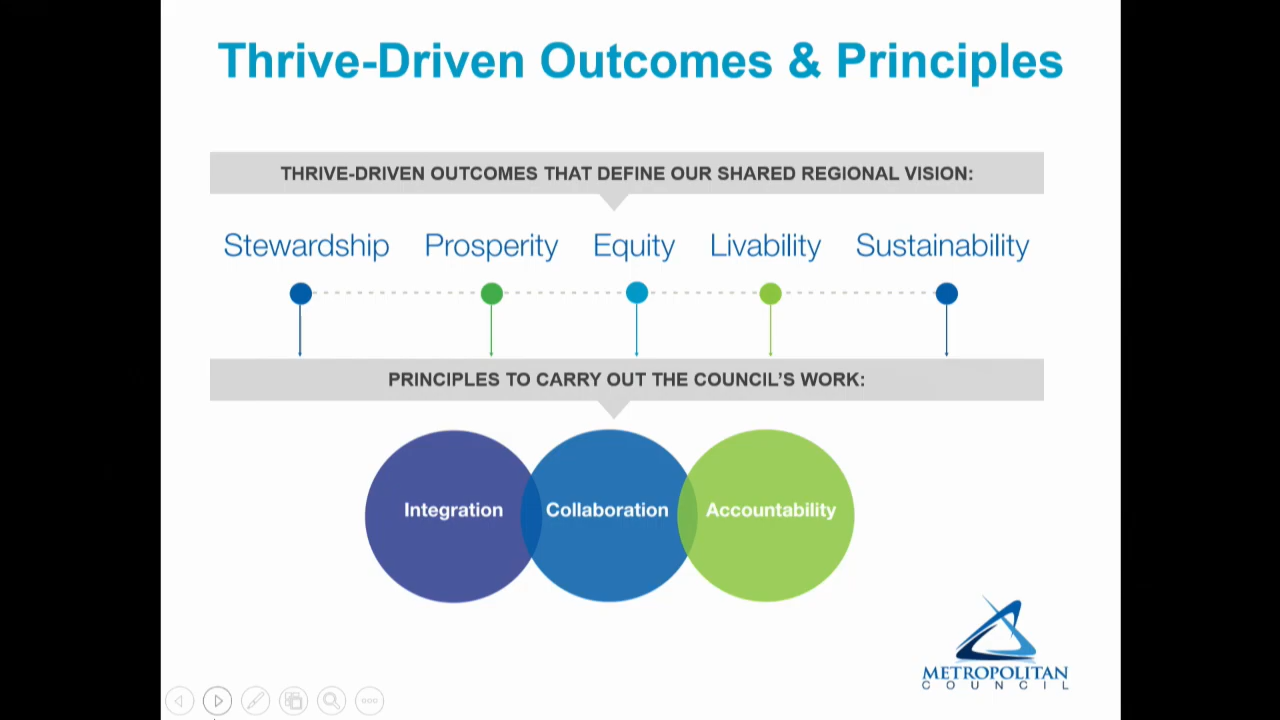 Thrive-Driven Outcomes & Principles
THRIVE-DRIVEN OUTCOMES THAT DEFINE OUR SHARED REGIONAL VISION:
Stewardship Prosperity Equity Livability Sustainability
PRINCIPLES TO CARRY OUT THE COUNCIL'S WORK:
Integration Collaboration Accountability
METROPOLITAN
COUNCIL